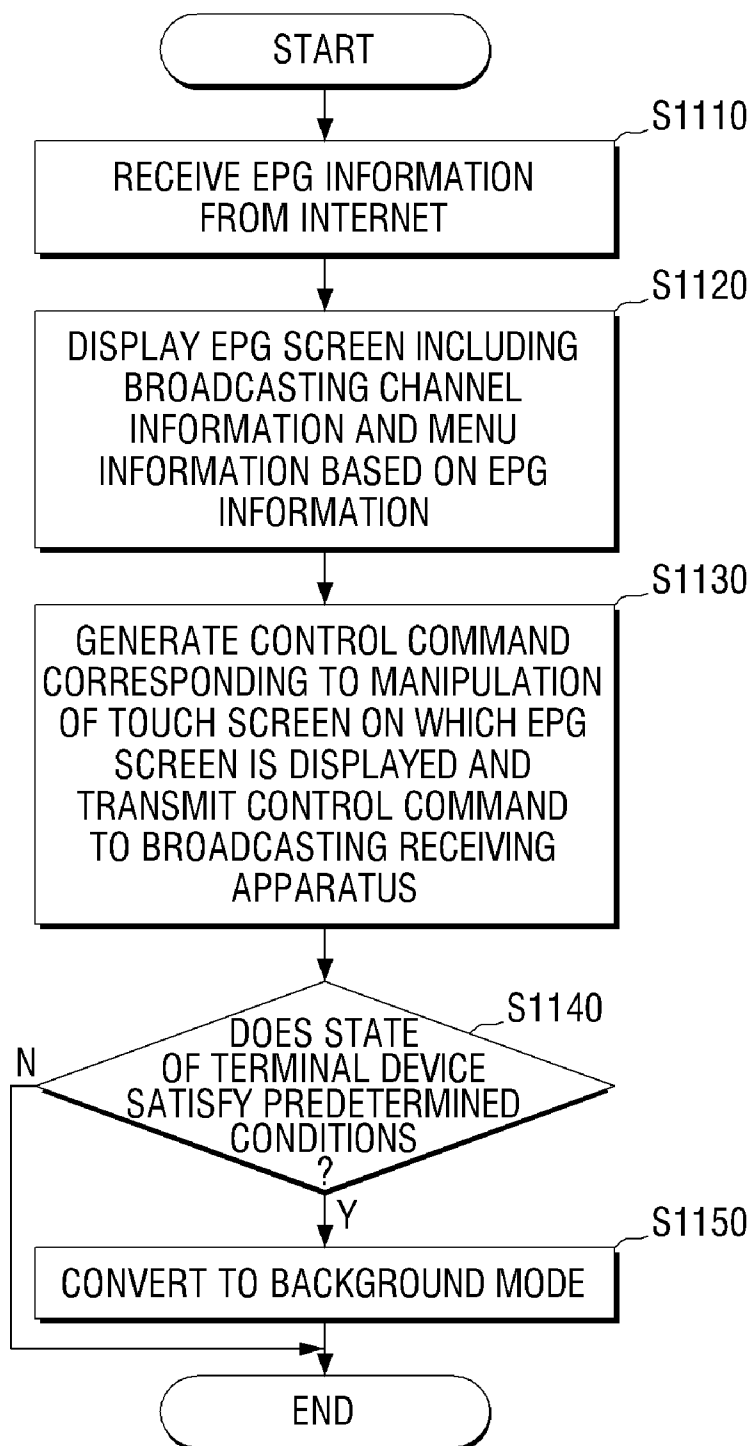 START
S1110
RECEIVE EPG INFORMATION
FROM INTERNET
S1120
DISPLAY EPG SCREEN INCLUDING
BROADCASTING CHANNEL
INFORMATION AND MENU
INFORMATION BASED ON EPG
INFORMATION
S1130
GENERATE CONTROL COMMAND
CORRESPONDING TO MANIPULATION
OF TOUCH SCREEN ON WHICH EPG
SCREEN IS DISPLAYED AND
TRANSMIT CONTROL COMMAND
TO BROADCASTING RECEIVING
APPARATUS
S1140
DOES STATE
OF TERMINAL DEVICE
SATISFY PREDETERMINED
CONDITIONS
?
N
Y
S1150
CONVERT TO BACKGROUND MODE
END